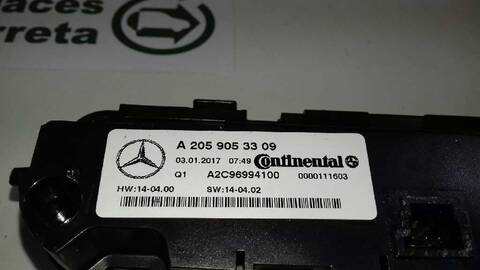 aces
rreta
A 205 905 33 09
03.01.2017 07:49 Continental
Q1 A2C96994100 0000111603
HW:14-04.00 SW:14-04.02